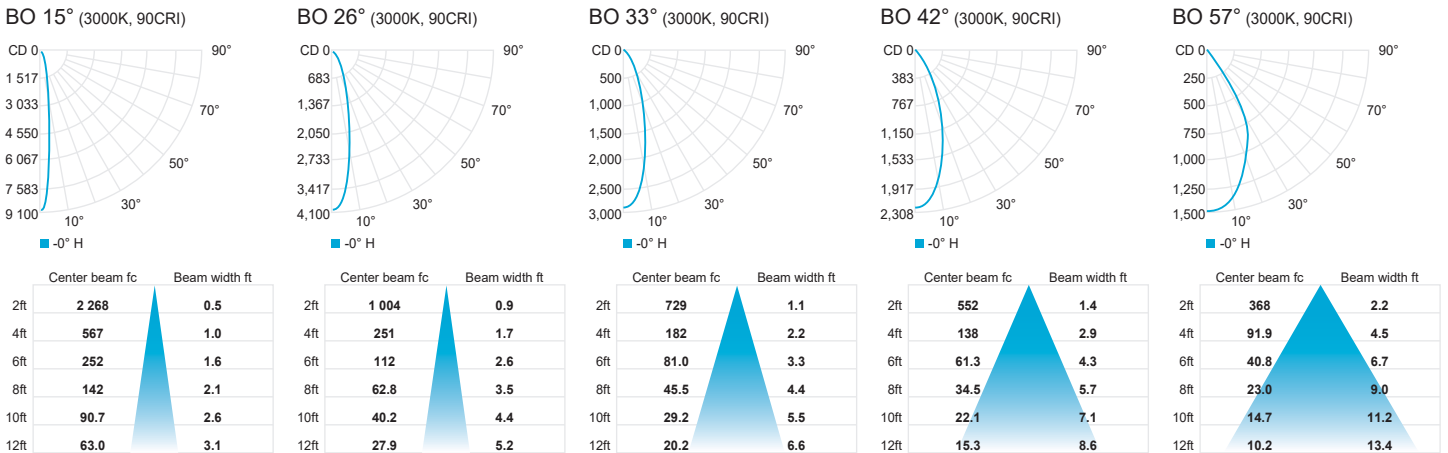 BO 15° (3000K, 90CRI)
CD 0
1 517
3 033
4 550
6 067
7 583
9 100
90°
70°
50°
30°
10°
-0° H
Center beam fc Beam width ft
2ft 2 268 0.5
4ft 567 1.0
6ft 252 1.6
8ft 142 2.1
10ft 90.7 2.6
12ft 63.0 3.1
BO 26° (3000K, 90CRI)
CD 0
683
1,367
2,050
2,733
3,417
4,100
90°
70°
50°
30°
10°
-0° H
Center beam fc Beam width ft
2ft 1 004 0.9
4ft 251 1.7
6ft 112 2.6
8ft 62.8 3.5
10ft 40.2 4.4
12ft 27.9 5.2
BO 33° (3000K, 90CRI)
CD 0
500
1,000
1,500
2,000
2,500
3,000
90°
70°
50°
30°
10°
-0° H
Center beam fc Beam width ft
2ft 729 1.1
4ft 182 2.2
6ft 81.0 3.3
8ft 45.5 4.4
10ft 29.2 5.5
12ft 20.2 6.6
BO 42° (3000K, 90CRI)
CD 0
383
767
1,150
1,533
1,917
2,308
90°
70°
50°
30°
10°
-0° H
Center beam fc Beam width ft
2ft 552 1.4
4ft 138 2.9
6ft 61.3 4.3
8ft 34.5 5.7
10ft 22.1 7.1
12ft 15.3 8.6
BO 57° (3000K, 90CRI)
CD 0
250
500
750
1,000
1,250
1,500
90°
70°
50°
30°
10°
-0° H
Center beam fc Beam width ft
2ft 368 2.2
4ft 91.9 4.5
6ft 40.8 6.7
8ft 23.0 9.0
10ft 14.7 11.2
12ft 10.2 13.4